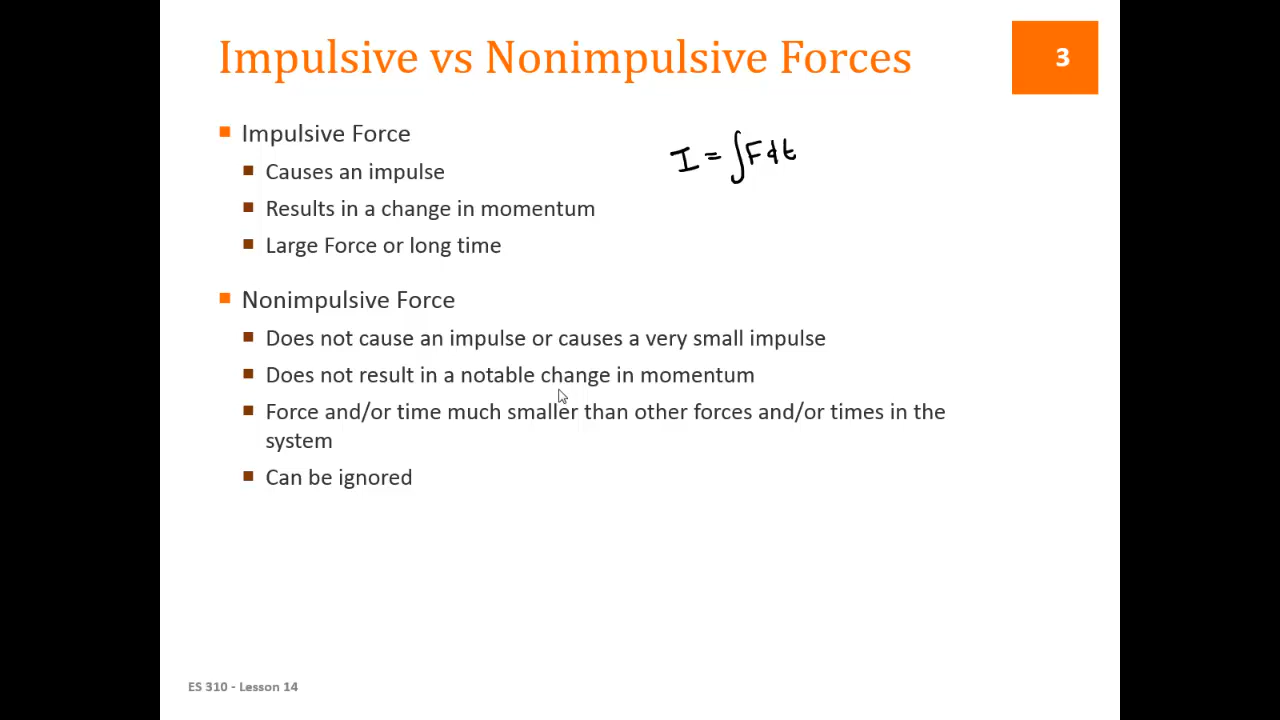 Impulsive vs Nonimpulsive Forces
3
Impulsive Force
I = ∫F dt
Causes an impulse
Results in a change in momentum
Large Force or long time
Nonimpulsive Force
Does not cause an impulse or causes a very small impulse
Does not result in a notable change in momentum
Force and/or time much smaller than other forces and/or times in the
system
Can be ignored
ES 310 - Lesson 14